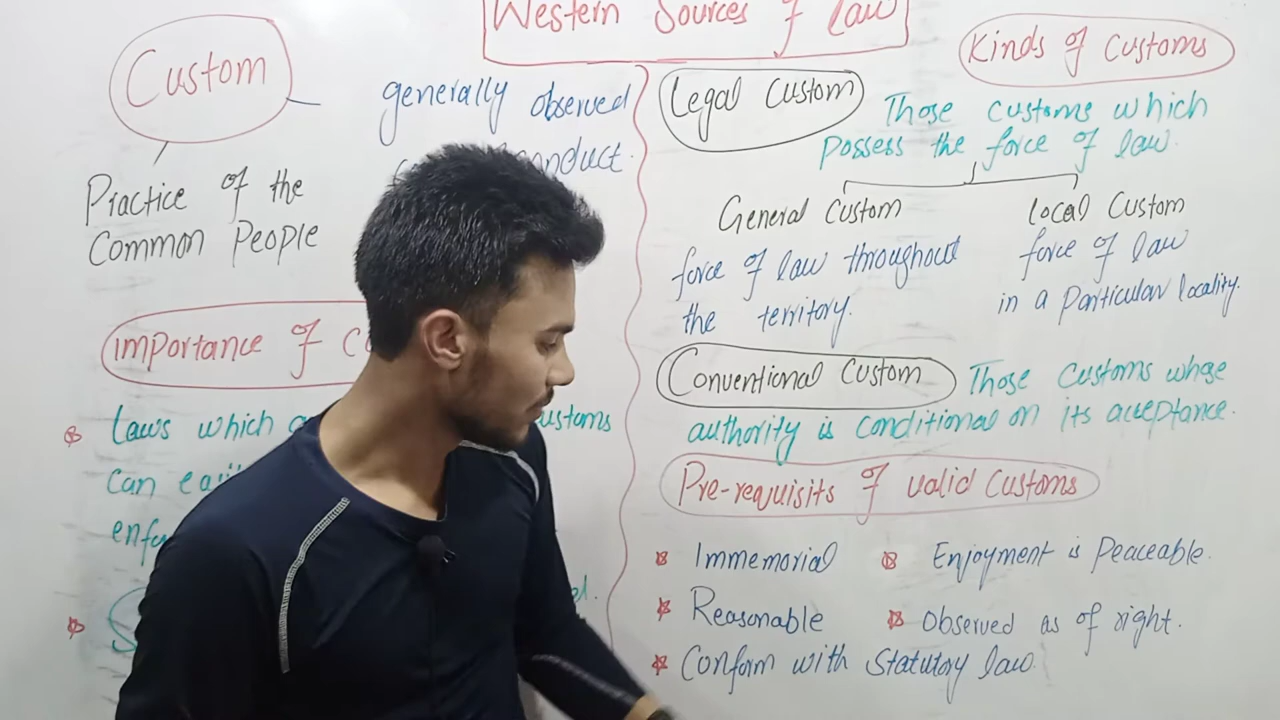 Western Sources of law
Custom
generally observed
conduct.
Practice of the
Common People
Importance of
Laws which
customs
can
Kinds of Customs
Legal Custom
Those customs which
possess the force of law.
General Custom
force of law throughout
the territory.
Local Custom
force of law
in a particular locality.
Conventional Custom
Those customs whose
authority is conditional on its acceptance.
Pre-requisits of valid customs
Immemorial
Enjoyment is Peaceable.
Reasonable
Observed as of right.
Conform with Statutory law